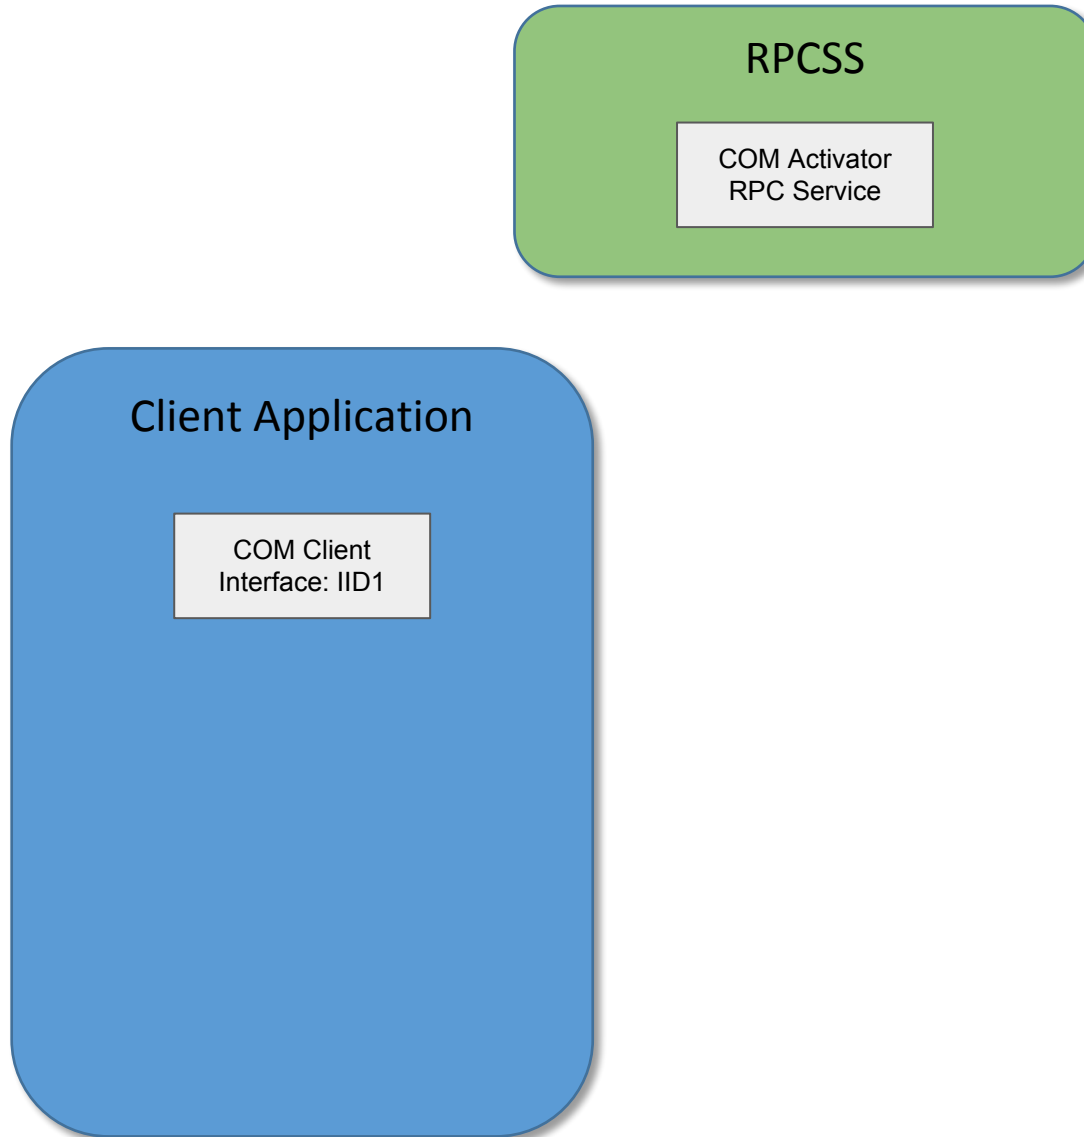 RPCSS
COM Activator
RPC Service
Client Application
COM Client
Interface: IID1